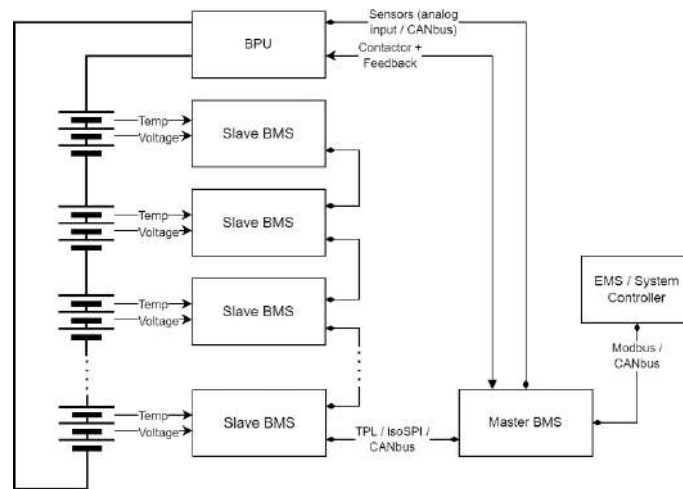 Sensors (analog
input / CANbus)
BPU
Contactor +
Feedback
Temp
Voltage
Slave BMS
Temp
Voltage
Slave BMS
Temp
Voltage
Slave BMS
EMS / System
Controller
Modbus /
CANbus
Temp
Voltage
Slave BMS
TPL / isoSPI /
CANbus
Master BMS